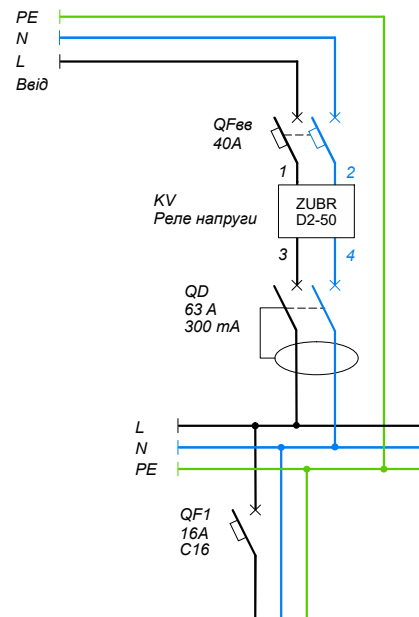 PE
N
L
Ввід
QFвв
40A
1
2
KV
Реле напруги
ZUBR
D2-50
3
4
QD
63 A
300 mA
L
N
PE
QF1
16A
C16